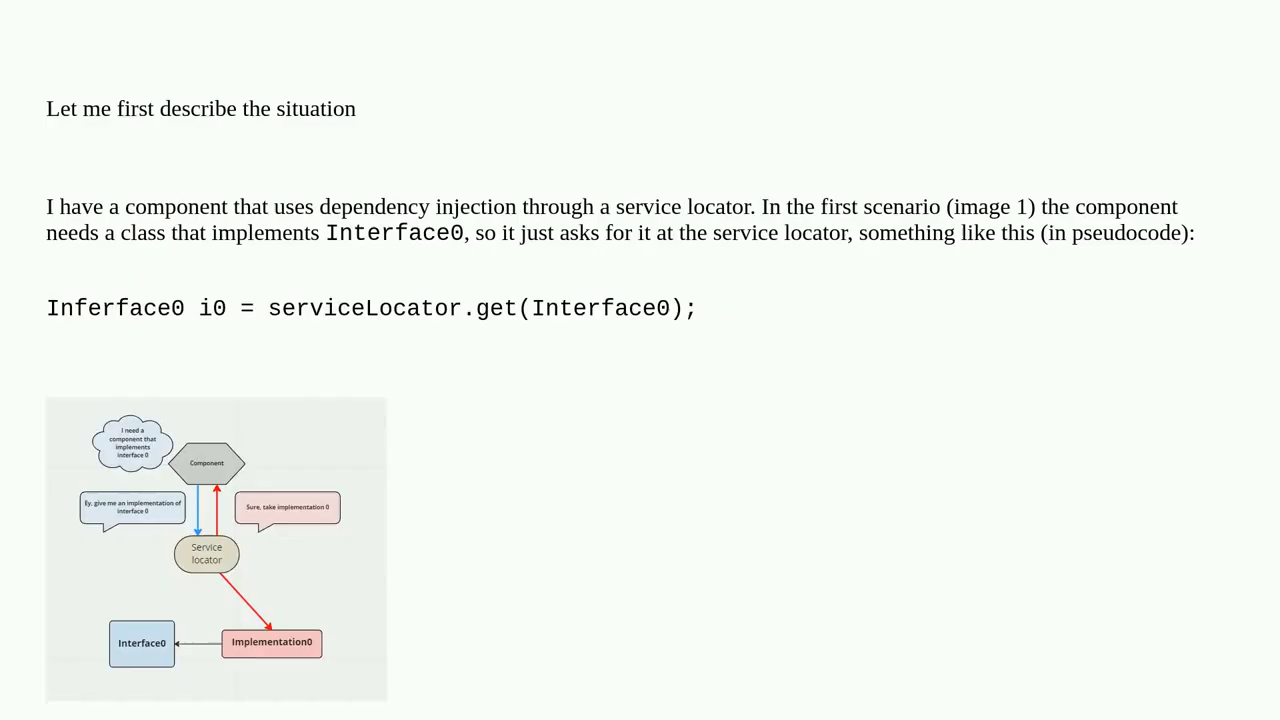 Let me first describe the situation
I have a component that uses dependency injection through a service locator. In the first scenario (image 1) the component
needs a class that implements Interface0, so it just asks for it at the service locator, something like this (in pseudocode):
Inferface0 i0 = serviceLocator.get(Interface0);
I need a
component that
implements
interface 0
Component
Ey, give me an implementation of
interface 0
Sure, take implementation 0
Service
locator
Interface0
Implementation0